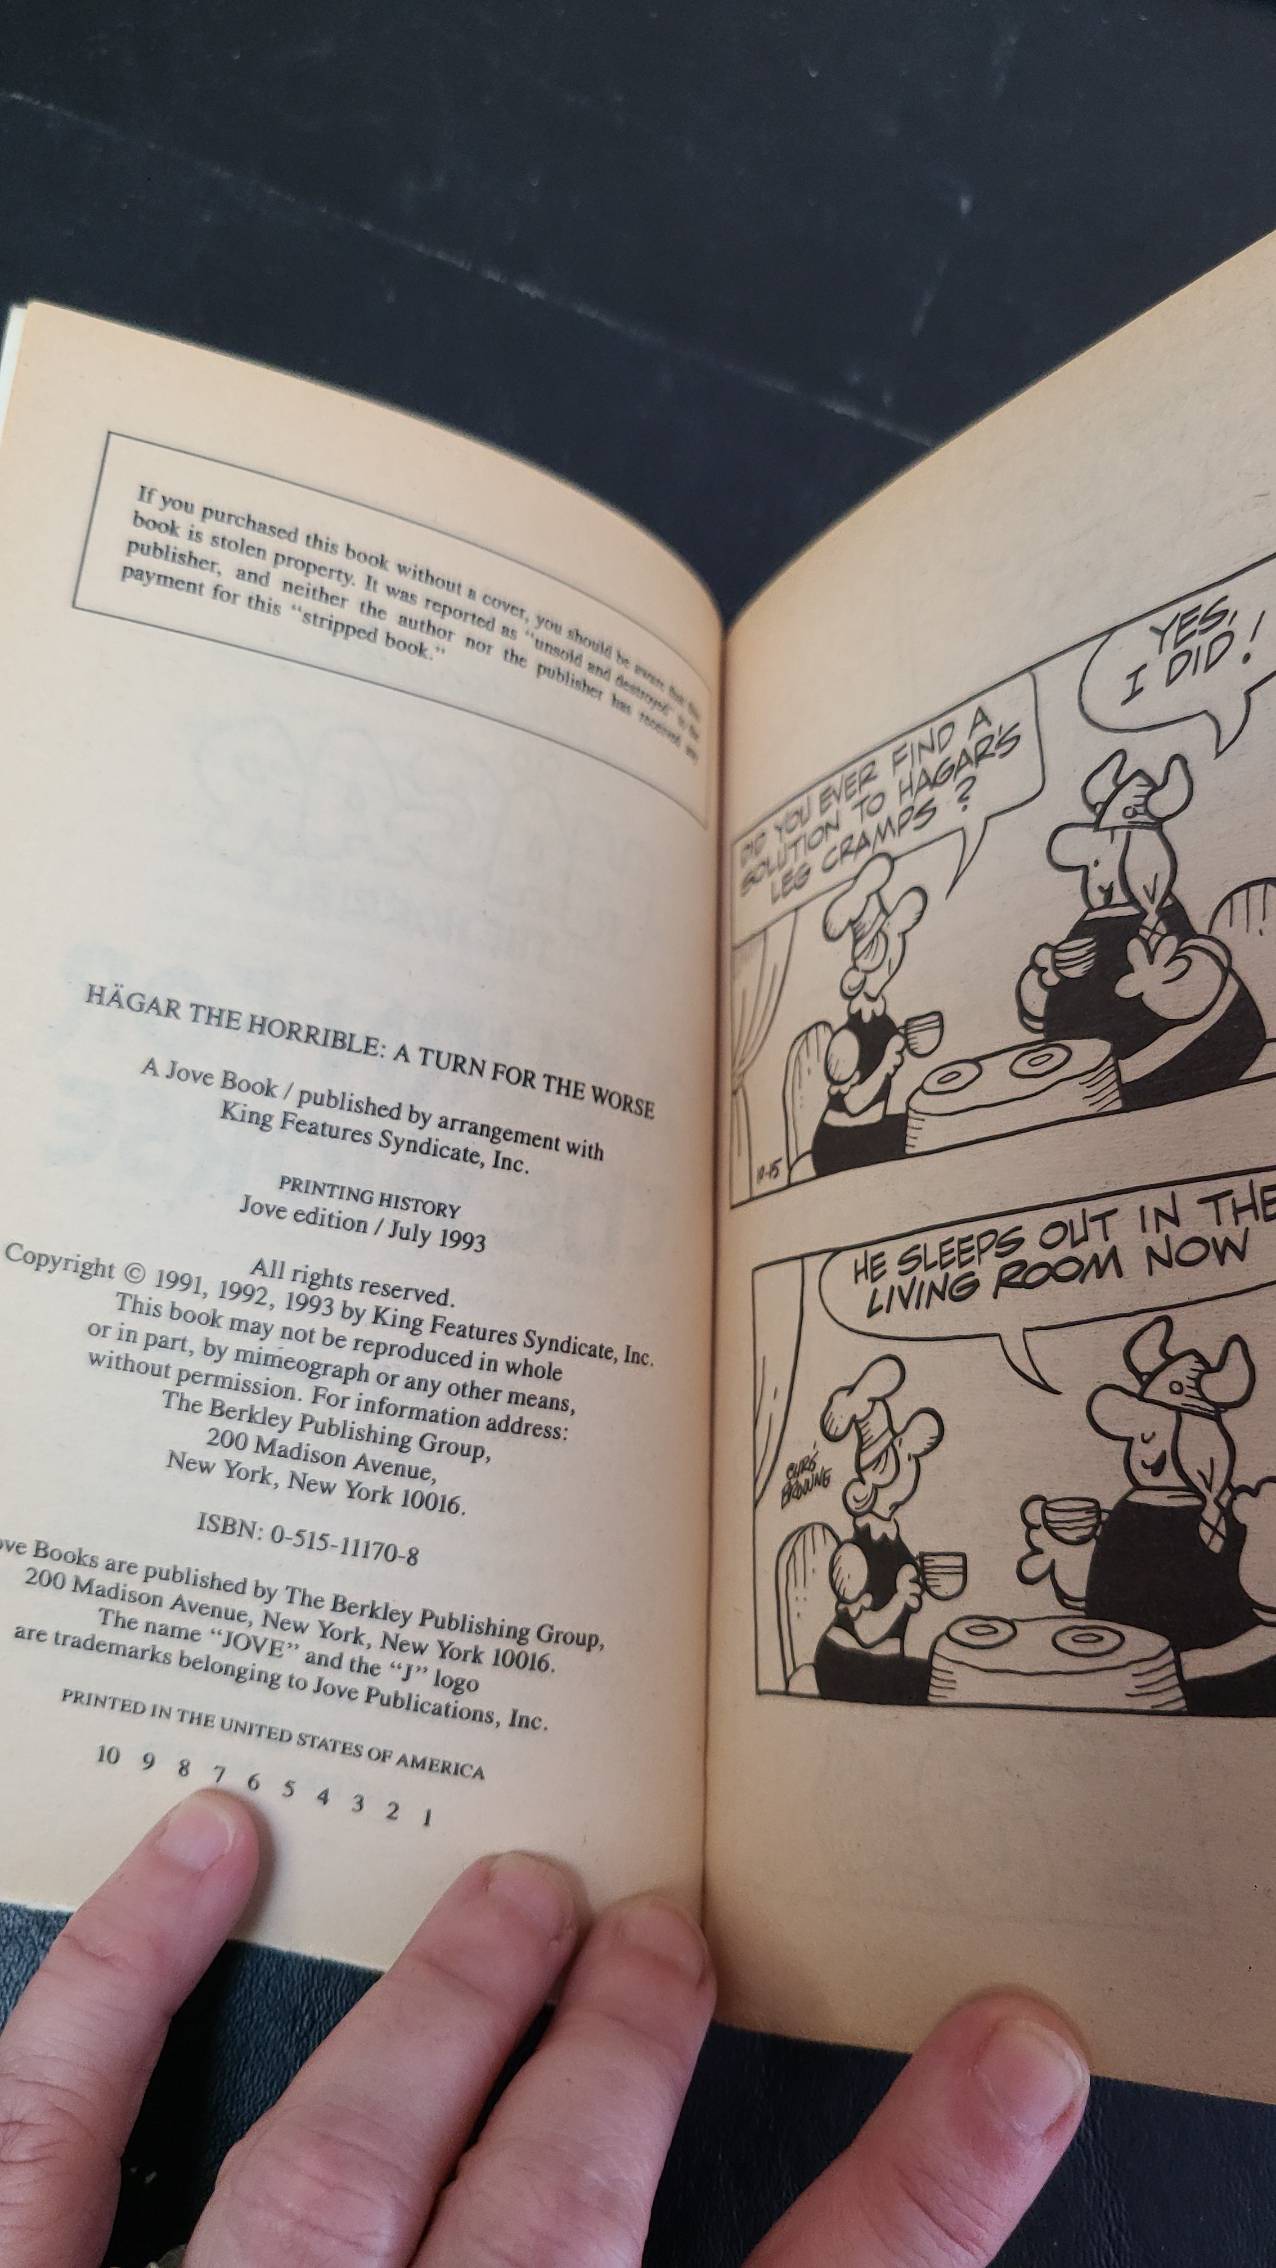 If you purchased this book without a cover, you should be aware that this
book is stolen property. It was reported as "unsold and destroyed" to the
publisher, and neither the author nor the publisher has received any
payment for this "stripped book."
HÄGAR THE HORRIBLE: A TURN FOR THE WORSE
A Jove Book / published by arrangement with
King Features Syndicate, Inc.
PRINTING HISTORY
Jove edition / July 1993
All rights reserved.
Copyright © 1991, 1992, 1993 by King Features Syndicate, Inc.
This book may not be reproduced in whole
or in part, by mimeograph or any other means,
without permission. For information address:
The Berkley Publishing Group,
200 Madison Avenue,
New York, New York 10016.
ISBN: 0-515-11170-8
ove Books are published by The Berkley Publishing Group,
200 Madison Avenue, New York, New York 10016.
The name "JOVE" and the "J" logo
are trademarks belonging to Jove Publications, Inc.
PRINTED IN THE UNITED STATES OF AMERICA
10 9 8 7 6 5 4 3 2 1
DID YOU EVER FIND A
SOLUTION TO HAGAR'S
LEG CRAMPS ?
YES,
I DID!
10-15
HE SLEEPS OUT IN THE
LIVING ROOM NOW
CHRIS
BROWNE